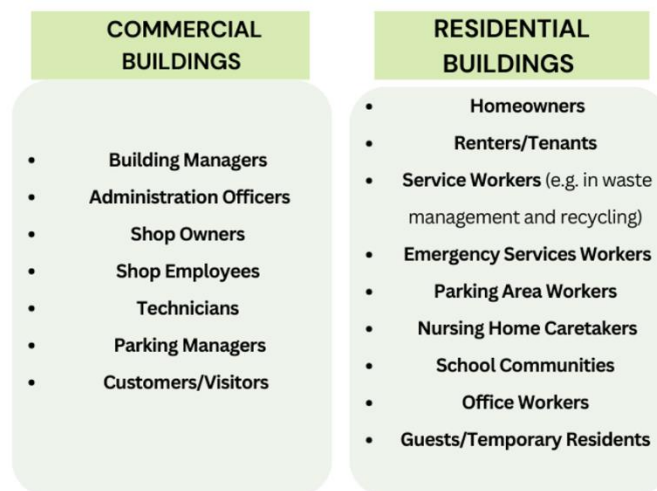 COMMERCIAL
BUILDINGS
• Building Managers
• Administration Officers
• Shop Owners
• Shop Employees
• Technicians
• Parking Managers
• Customers/Visitors
RESIDENTIAL
BUILDINGS
• Homeowners
• Renters/Tenants
• Service Workers (e.g. in waste
management and recycling)
• Emergency Services Workers
• Parking Area Workers
• Nursing Home Caretakers
• School Communities
• Office Workers
• Guests/Temporary Residents